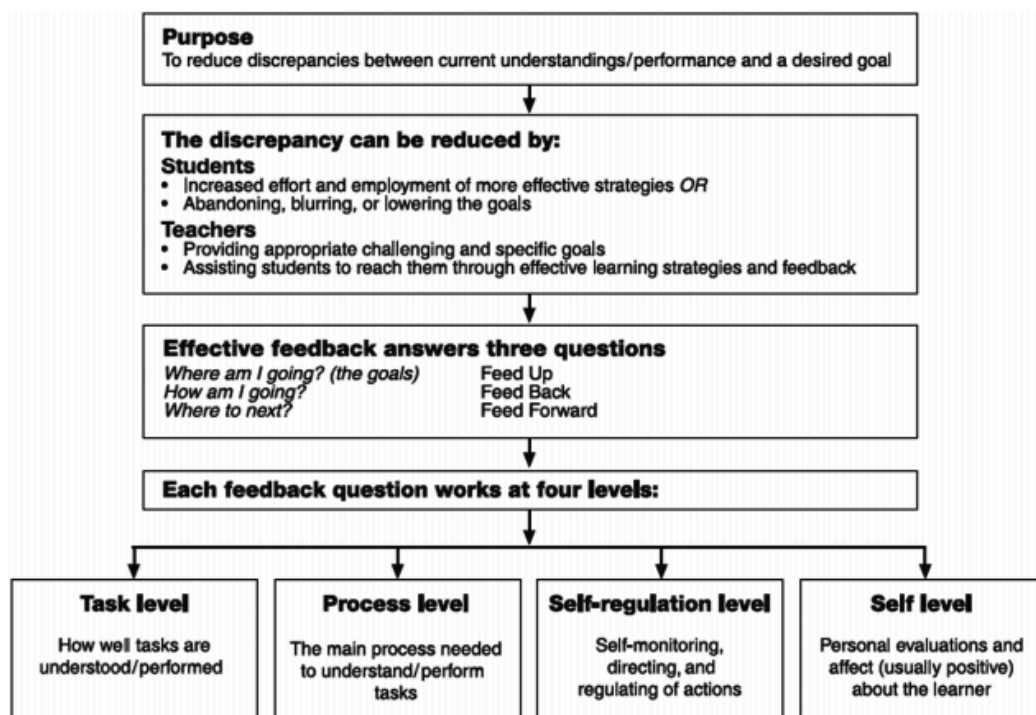 Purpose
To reduce discrepancies between current understandings/performance and a desired goal
The discrepancy can be reduced by:
Students
• Increased effort and employment of more effective strategies OR
• Abandoning, blurring, or lowering the goals
Teachers
• Providing appropriate challenging and specific goals
• Assisting students to reach them through effective learning strategies and feedback
Effective feedback answers three questions
Where am I going? (the goals) Feed Up
How am I going? Feed Back
Where to next? Feed Forward
Each feedback question works at four levels:
Task level
How well tasks are
understood/performed
Process level
The main process needed
to understand/perform
tasks
Self-regulation level
Self-monitoring,
directing, and
regulating of actions
Self level
Personal evaluations and
affect (usually positive)
about the learner